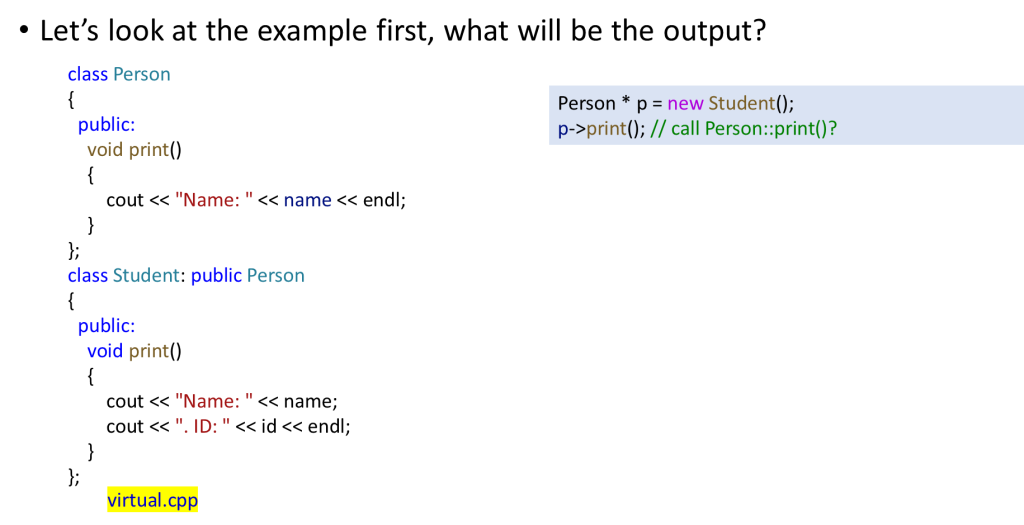 • Let’s look at the example first, what will be the output?
class Person
{
public:
void print()
{
cout << "Name: " << name << endl;
}
};
class Student: public Person
{
public:
void print()
{
cout << "Name: " << name;
cout << ". ID: " << id << endl;
}
};
virtual.cpp
Person * p = new Student();
p->print(); // call Person::print()?